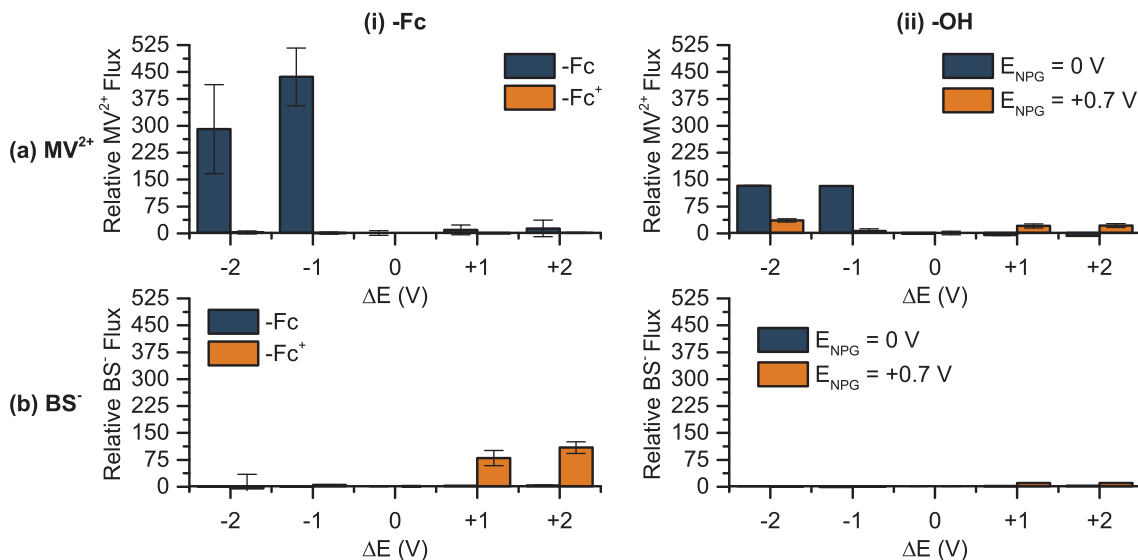 (i) -Fc
(ii) -OH
(a) MV²⁺
Relative MV²⁺ Flux
525
450
375
300
225
150
75
0
-Fc
-Fc⁺
-2 -1 0 +1 +2
ΔE (V)
Relative MV²⁺ Flux
525
450
375
300
225
150
75
0
E_NPG = 0 V
E_NPG = +0.7 V
-2 -1 0 +1 +2
ΔE (V)
(b) BS⁻
Relative BS⁻ Flux
525
450
375
300
225
150
75
0
-Fc
-Fc⁺
-2 -1 0 +1 +2
ΔE (V)
Relative BS⁻ Flux
525
450
375
300
225
150
75
0
E_NPG = 0 V
E_NPG = +0.7 V
-2 -1 0 +1 +2
ΔE (V)